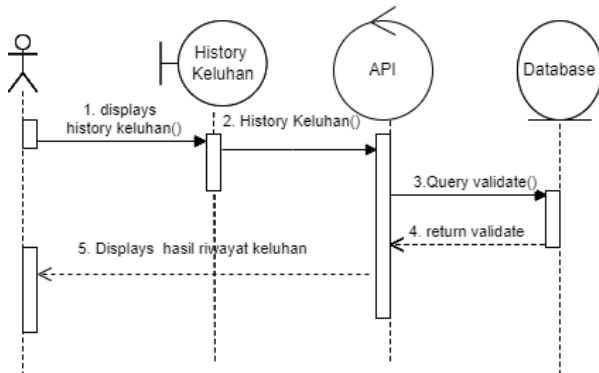 History
Keluhan
API
Database
1. displays
history keluhan()
2. History Keluhan()
3.Query validate()
4. return validate
5. Displays hasil riwayat keluhan